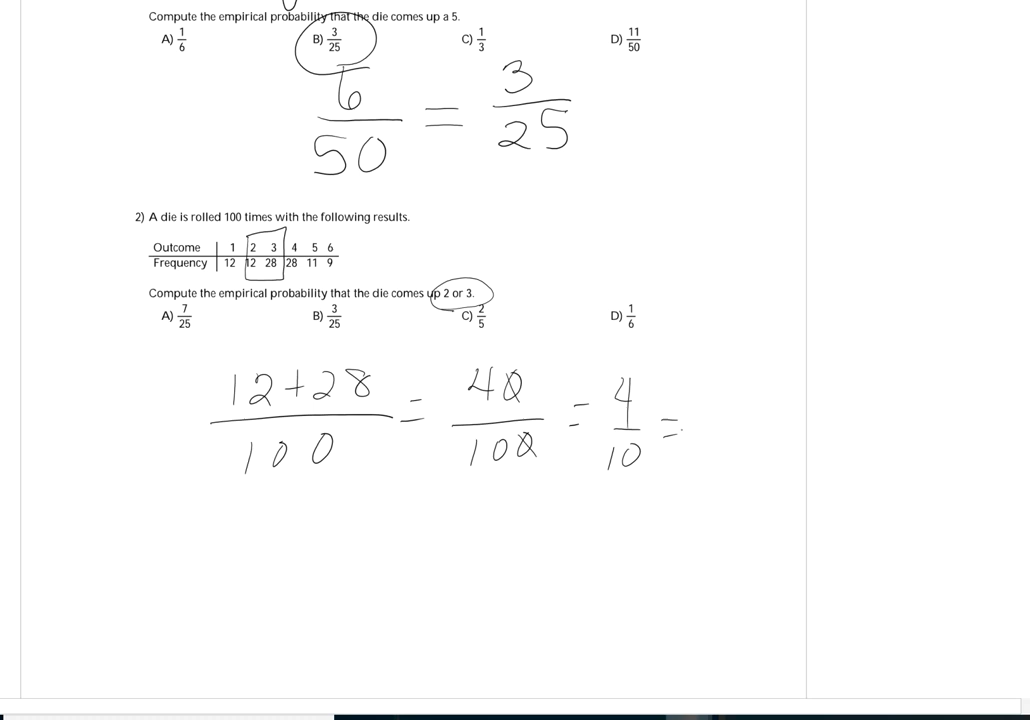 Compute the empirical probability that the die comes up a 5.
A) 1/6 B) 3/25 C) 1/3 D) 11/50
6/50 = 3/25
2) A die is rolled 100 times with the following results.
Outcome | 1 2 3 4 5 6
Frequency | 12 12 28 28 11 9
Compute the empirical probability that the die comes up 2 or 3.
A) 7/25 B) 3/25 C) 2/5 D) 1/6
12+28/100 = 40/100 = 4/10 =